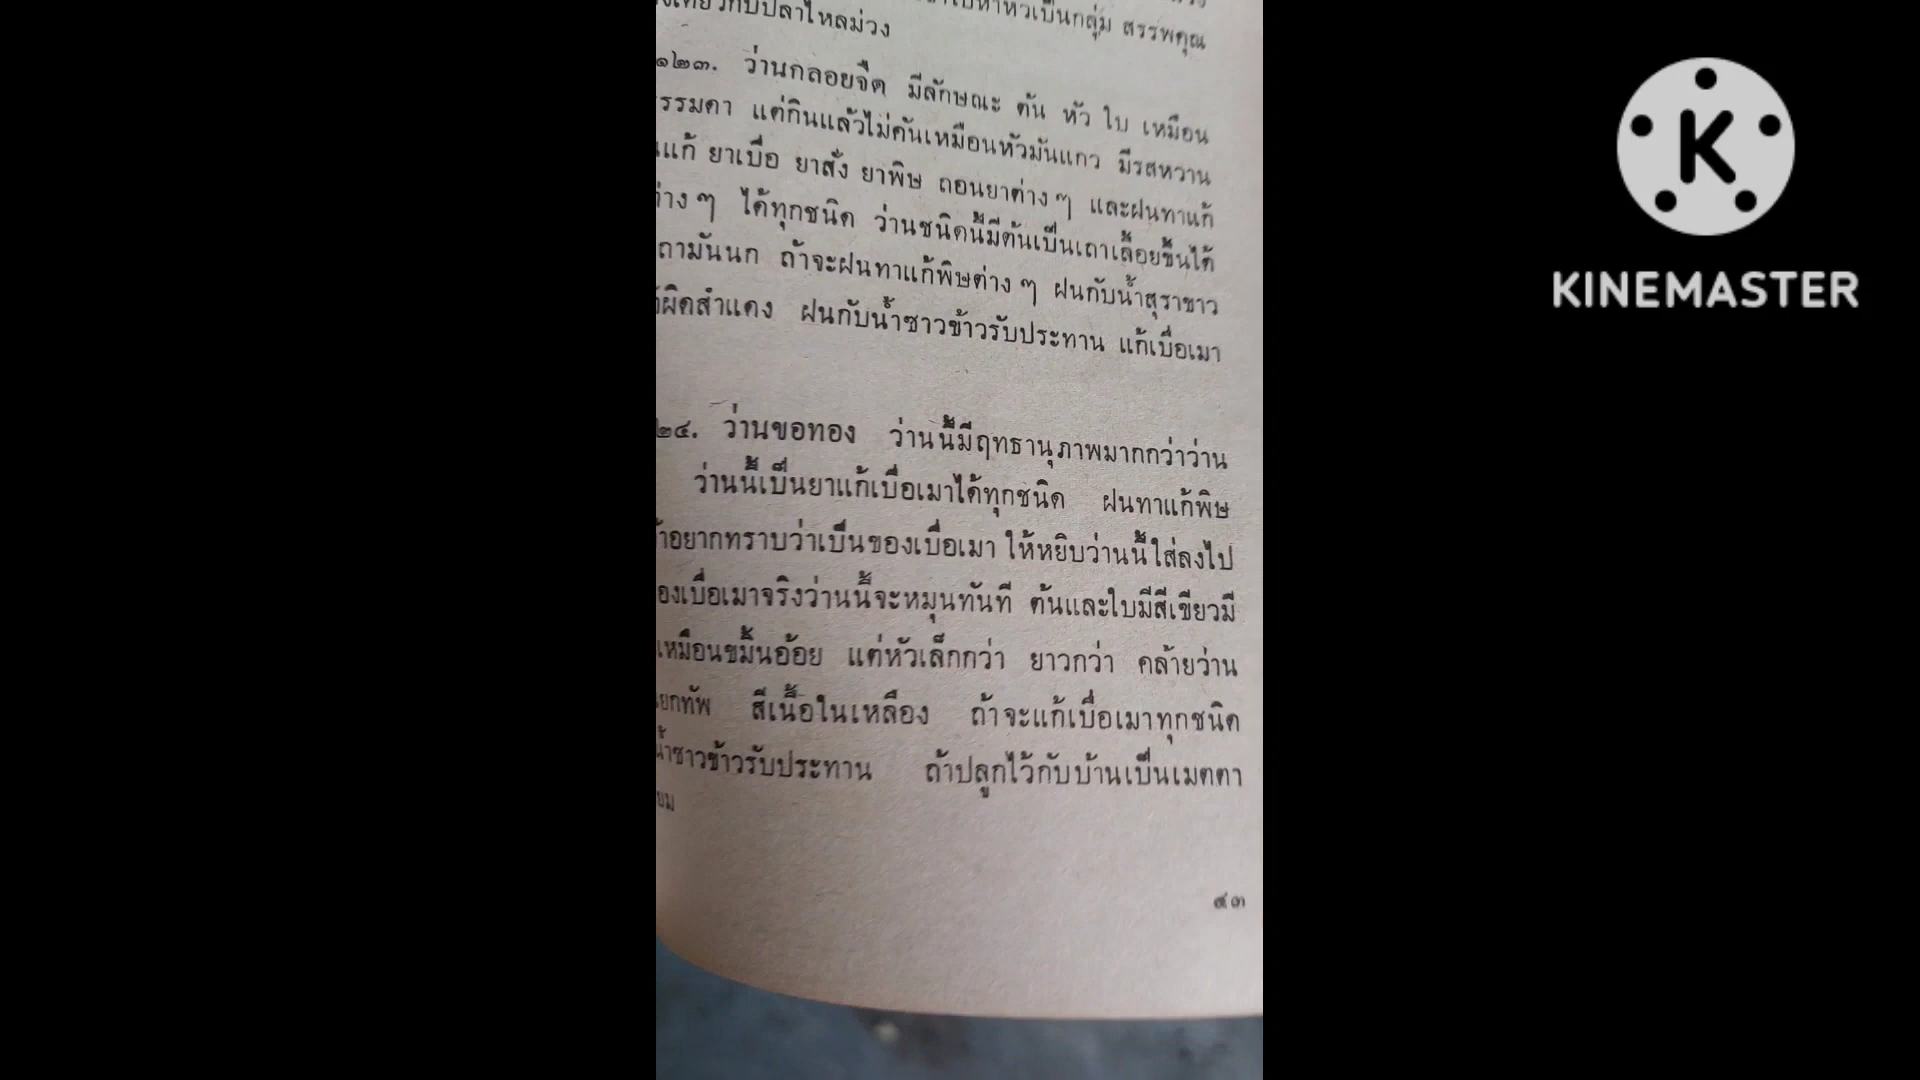 ปลาไหลม่วง
เป็นกลุ่ม สรรพคุณ
๑๒๓. ว่านกลอยจืด มีลักษณะ ต้น หัว ใบ เหมือน
รรมดา แต่กินแล้วไม่คันเหมือนหัวมันแกว มีรสหวาน
นแก้ ยาเบื่อ ยาสั่ง ยาพิษ ถอนยาต่างๆ และฝนทาแก้
ต่างๆ ได้ทุกชนิด ว่านชนิดนี้มีต้นเป็นเถาเลื้อยขึ้นได้
ถามันนก ถ้าจะฝนทาแก้พิษต่างๆ ฝนกับน้ำสุราขาว
ผิดสำแดง ฝนกับน้ำซาวข้าวรับประทาน แก้เบื่อเมา
๒๔. ว่านขอทอง ว่านนี้มีฤทธานุภาพมากกว่าว่าน
ว่านนี้เป็นยาแก้เบื่อเมาได้ทุกชนิด ฝนทาแก้พิษ
าอยากทราบว่าเป็นของเบื่อเมา ให้หยิบว่านนี้ใส่ลงไป
องเบื่อเมาจริงว่านนี้จะหมุนทันที ต้นและใบมีสีเขียวมี
เหมือนขมิ้นอ้อย แต่หัวเล็กกว่า ยาวกว่า คล้ายว่าน
ยกทัพ สีเนื้อในเหลือง ถ้าจะแก้เบื่อเมาทุกชนิด
น้ำซาวข้าวรับประทาน ถ้าปลูกไว้กับบ้านเป็นเมตตา
ยม
๔๓
K
KINEMASTER